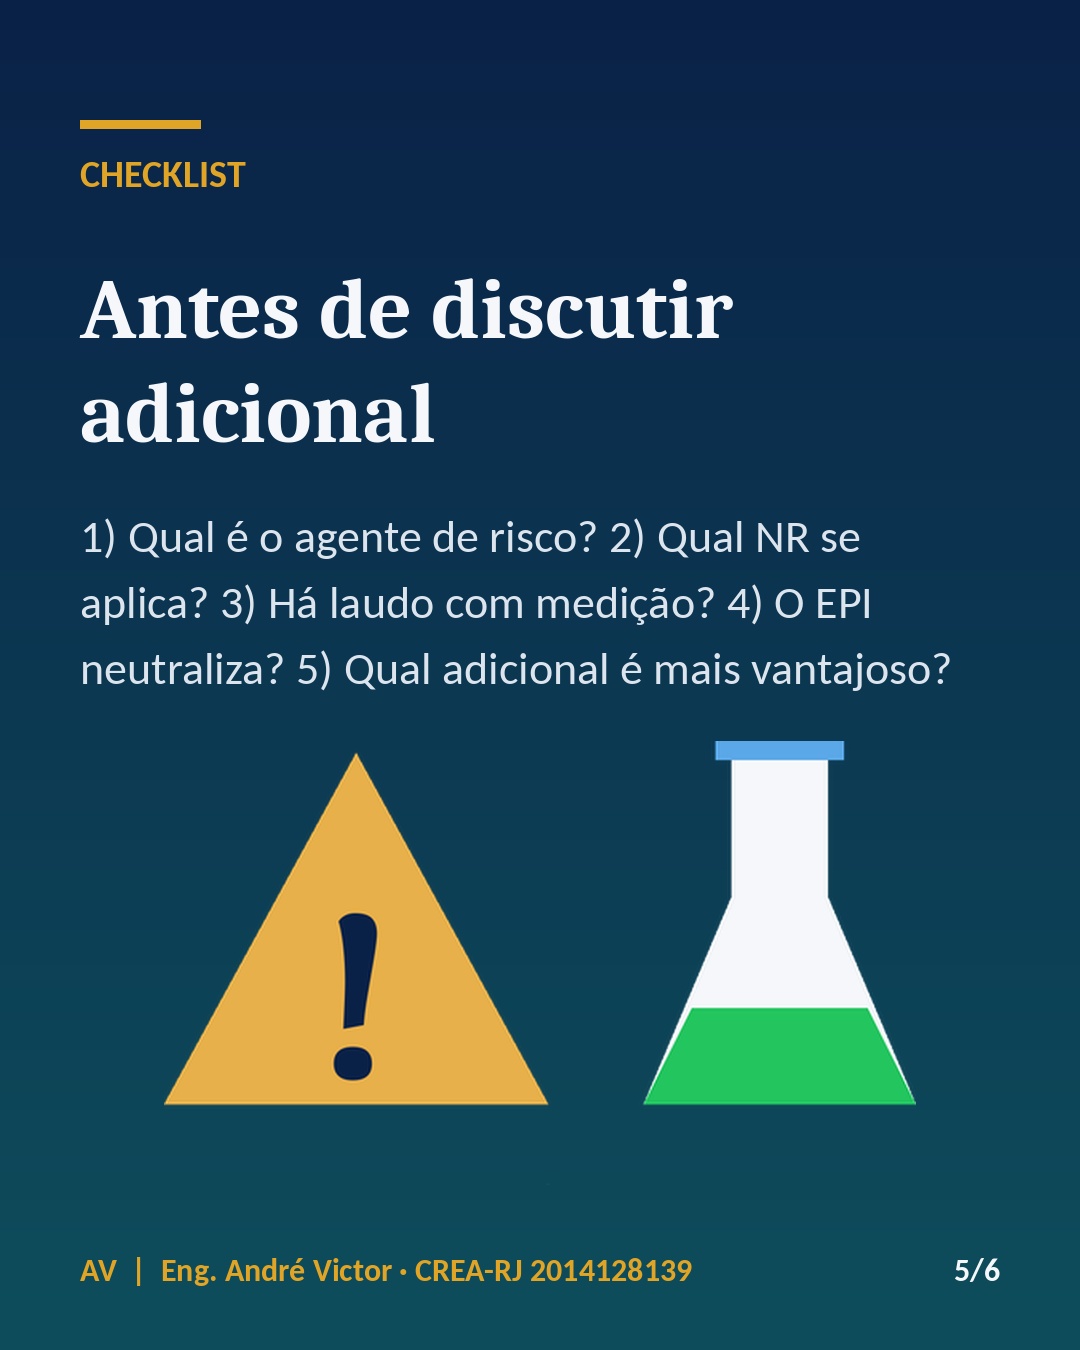 CHECKLIST
Antes de discutir
adicional
1) Qual é o agente de risco? 2) Qual NR se
aplica? 3) Há laudo com medição? 4) O EPI
neutraliza? 5) Qual adicional é mais vantajoso?
!
AV | Eng. André Victor · CREA-RJ 2014128139
5/6